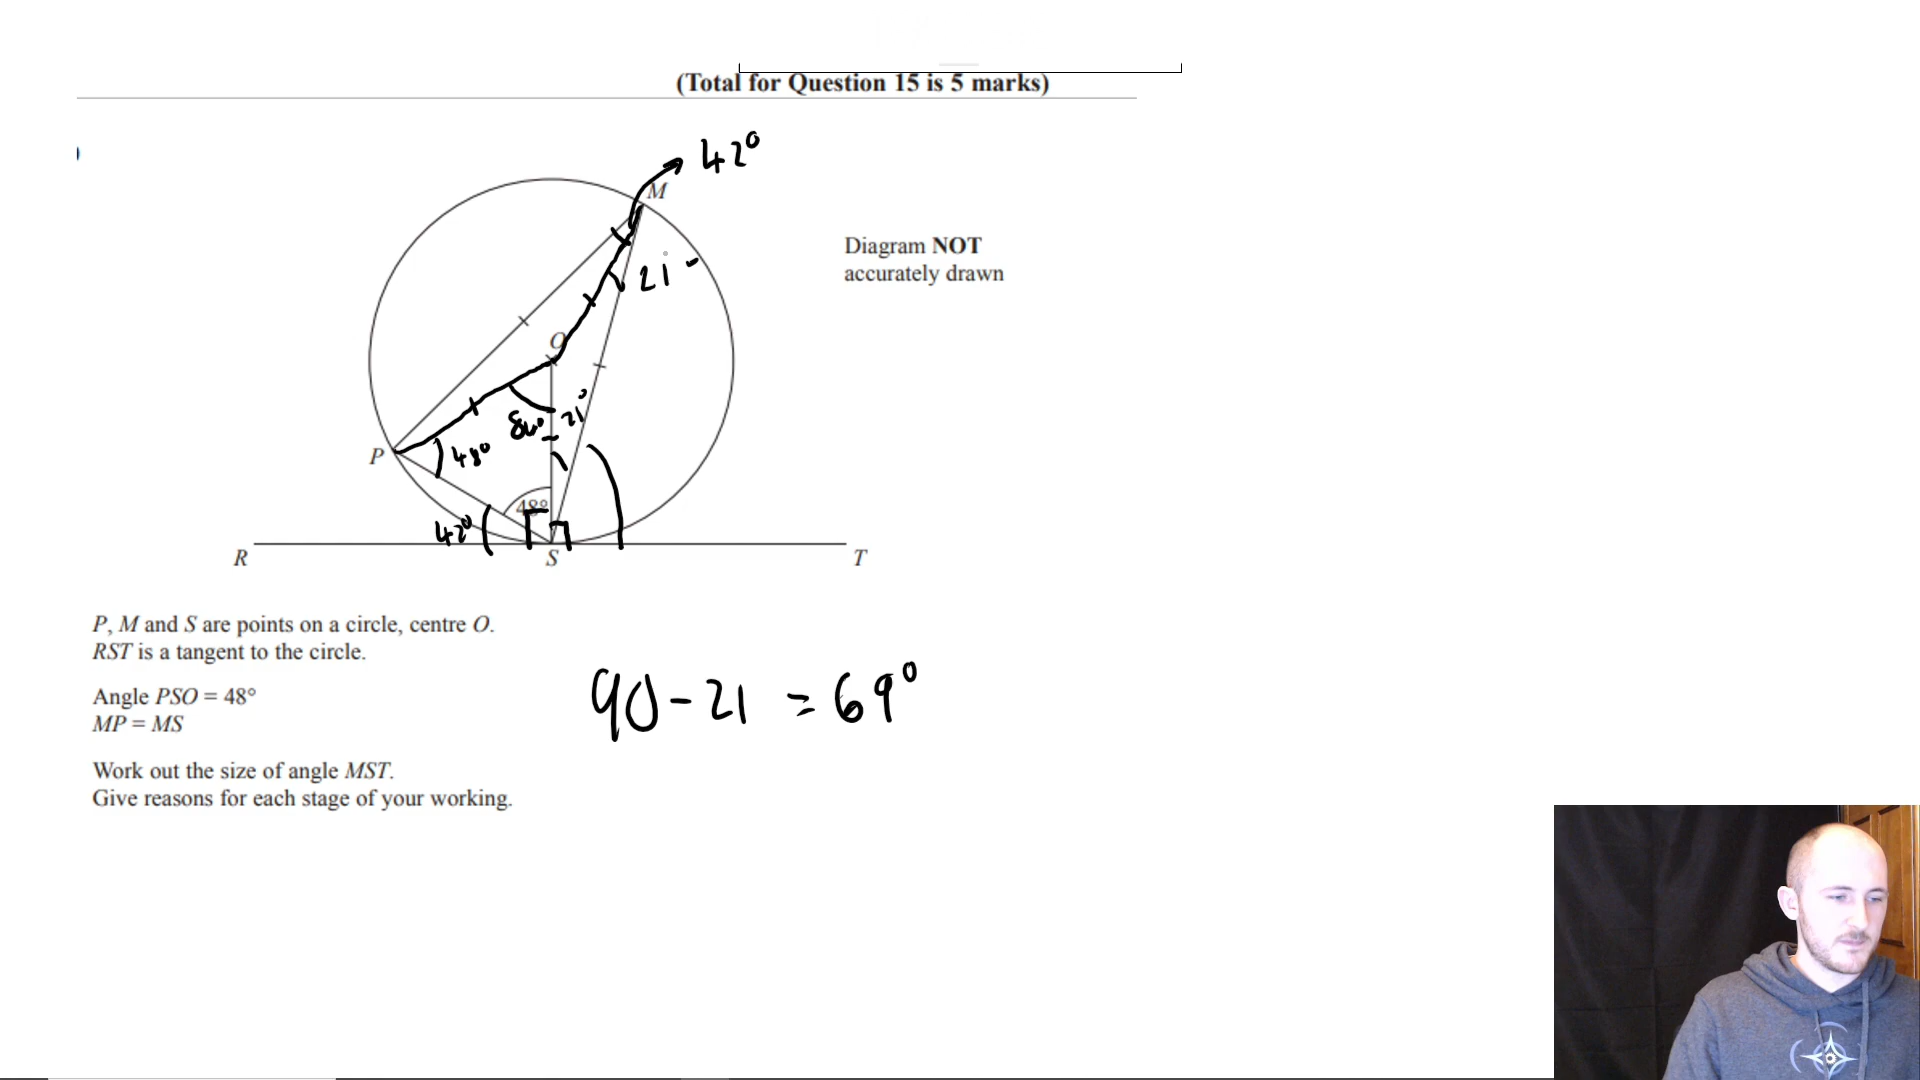 (Total for Question 15 is 5 marks)
42°
M
Diagram NOT
accurately drawn
21
O
21°
84°
P
48°
48°
42°
R
S
T
P, M and S are points on a circle, centre O.
RST is a tangent to the circle.
Angle PSO = 48°
MP = MS
90 - 21 = 69°
Work out the size of angle MST.
Give reasons for each stage of your working.